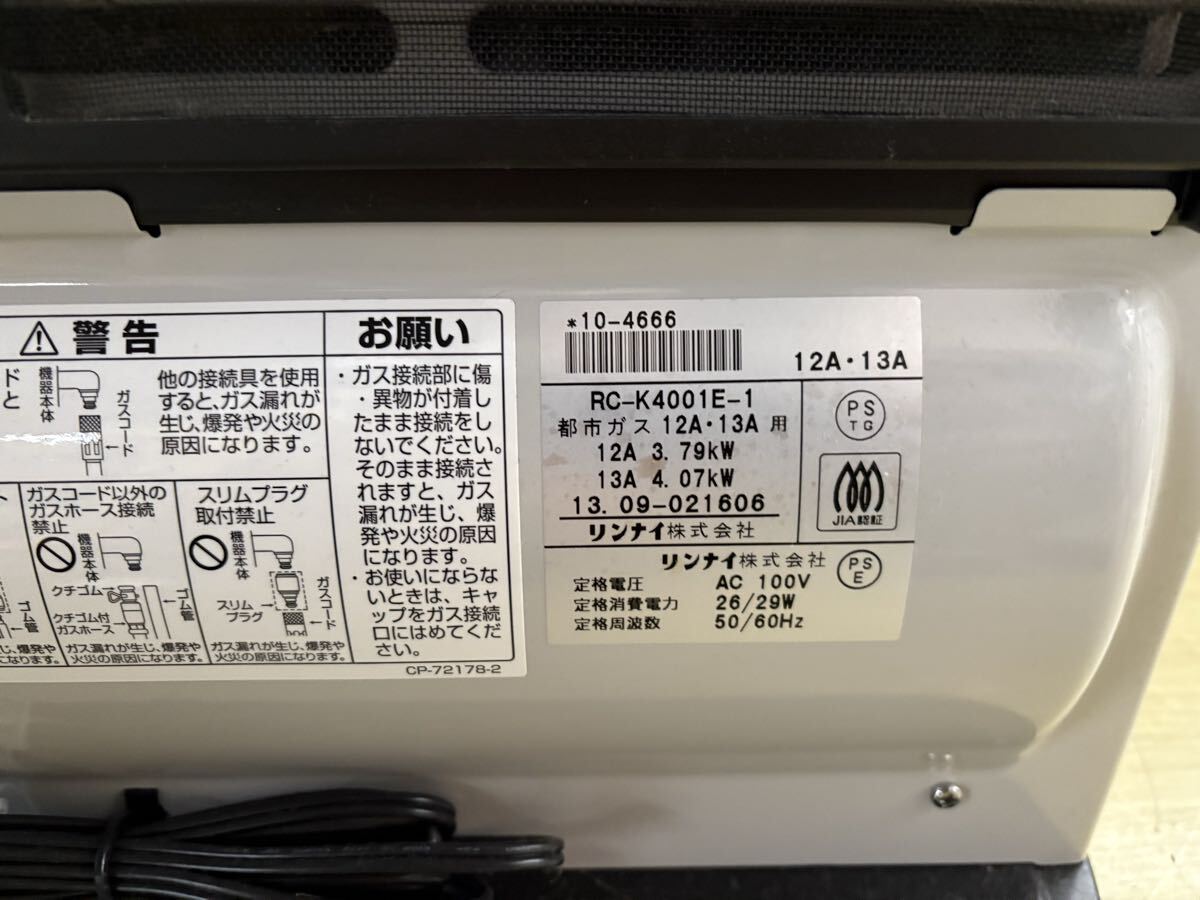 警告
ド
と
機器本体
ガスコード
他の接続具を使用
すると、ガス漏れが
生じ、爆発や火災の
原因になります。
ガスコード以外の
ガスホース接続
禁止
機器本体
クチゴム
クチゴム付
ガスホース
ゴム管
ガス漏れが生じ、爆発や
火災の原因になります。
スリムプラグ
取付禁止
機器本体
スリム
プラグ
ガスコード
ガス漏れが生じ、爆発や
火災の原因になります。
ゴム管
じ、爆発や
なります。
お願い
・ガス接続部に傷
・異物が付着し
たまま接続をし
ないでください。
そのまま接続さ
れますと、ガス
漏れが生じ、爆
発や火災の原因
になります。
・お使いにならな
いときは、キャ
ップをガス接続
口にはめてくだ
さい。
CP-72178-2
*10-4666
12A・13A
RC-K4001E-1
都市ガス 12A・13A 用
12A 3.79kW
13A 4.07kW
13.09-021606
リンナイ株式会社
PS
TG
JIA認証
リンナイ株式会社
PS
E
定格電圧 AC 100V
定格消費電力 26/29W
定格周波数 50/60Hz